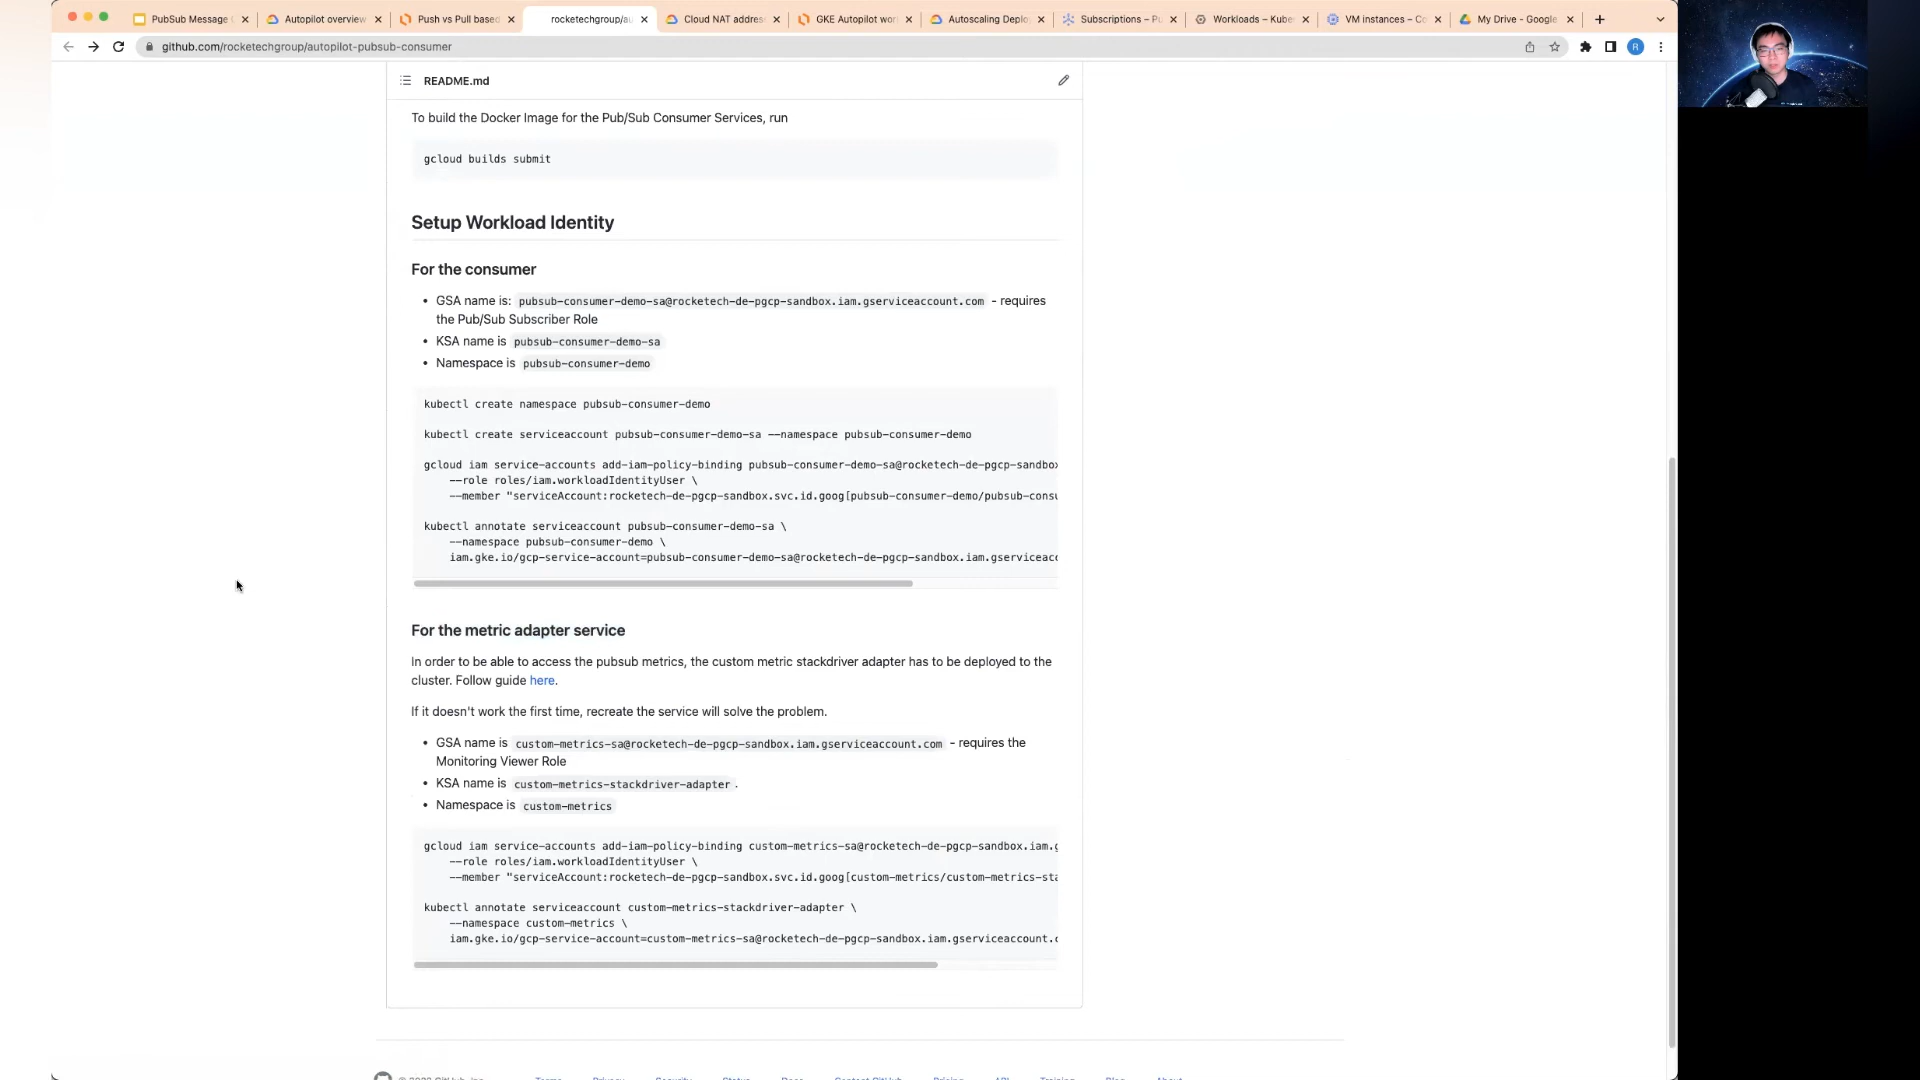 PubSub Message
Autopilot overview
Push vs Pull based
rocketechgroup/au
Cloud NAT addres
GKE Autopilot wor
Autoscaling Deplo
Subscriptions – Pu
Workloads – Kube
VM instances – Co
My Drive - Google
github.com/rocketechgroup/autopilot-pubsub-consumer
R
README.md
To build the Docker Image for the Pub/Sub Consumer Services, run
gcloud builds submit
Setup Workload Identity
For the consumer
• GSA name is: pubsub-consumer-demo-sa@rocketech-de-pgcp-sandbox.iam.gserviceaccount.com - requires
the Pub/Sub Subscriber Role
• KSA name is pubsub-consumer-demo-sa
• Namespace is pubsub-consumer-demo
kubectl create namespace pubsub-consumer-demo
kubectl create serviceaccount pubsub-consumer-demo-sa --namespace pubsub-consumer-demo
gcloud iam service-accounts add-iam-policy-binding pubsub-consumer-demo-sa@rocketech-de-pgcp-sandbox
--role roles/iam.workloadIdentityUser \
--member "serviceAccount:rocketech-de-pgcp-sandbox.svc.id.goog[pubsub-consumer-demo/pubsub-consu
kubectl annotate serviceaccount pubsub-consumer-demo-sa \
--namespace pubsub-consumer-demo \
iam.gke.io/gcp-service-account=pubsub-consumer-demo-sa@rocketech-de-pgcp-sandbox.iam.gserviceacc
For the metric adapter service
In order to be able to access the pubsub metrics, the custom metric stackdriver adapter has to be deployed to the
cluster. Follow guide here.
If it doesn't work the first time, recreate the service will solve the problem.
• GSA name is custom-metrics-sa@rocketech-de-pgcp-sandbox.iam.gserviceaccount.com - requires the
Monitoring Viewer Role
• KSA name is custom-metrics-stackdriver-adapter.
• Namespace is custom-metrics
gcloud iam service-accounts add-iam-policy-binding custom-metrics-sa@rocketech-de-pgcp-sandbox.iam.g
--role roles/iam.workloadIdentityUser \
--member "serviceAccount:rocketech-de-pgcp-sandbox.svc.id.goog[custom-metrics/custom-metrics-sta
kubectl annotate serviceaccount custom-metrics-stackdriver-adapter \
--namespace custom-metrics \
iam.gke.io/gcp-service-account=custom-metrics-sa@rocketech-de-pgcp-sandbox.iam.gserviceaccount.c